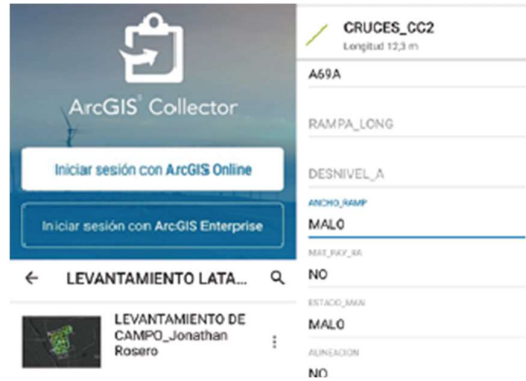 ArcGIS® Collector
Iniciar sesión con ArcGIS Online
Iniciar sesión con ArcGIS Enterprise
← LEVANTAMIENTO LATA...
LEVANTAMIENTO DE
CAMPO_Jonathan
Rosero
CRUCES_CC2
Longitud 12,3 m
A69A
RAMPA_LONG
DESNIVEL_A
ANCHO_RAMP
MALO
MAT_PAV_RA
NO
ESTADO_MAN
MALO
ALINEACION
NO